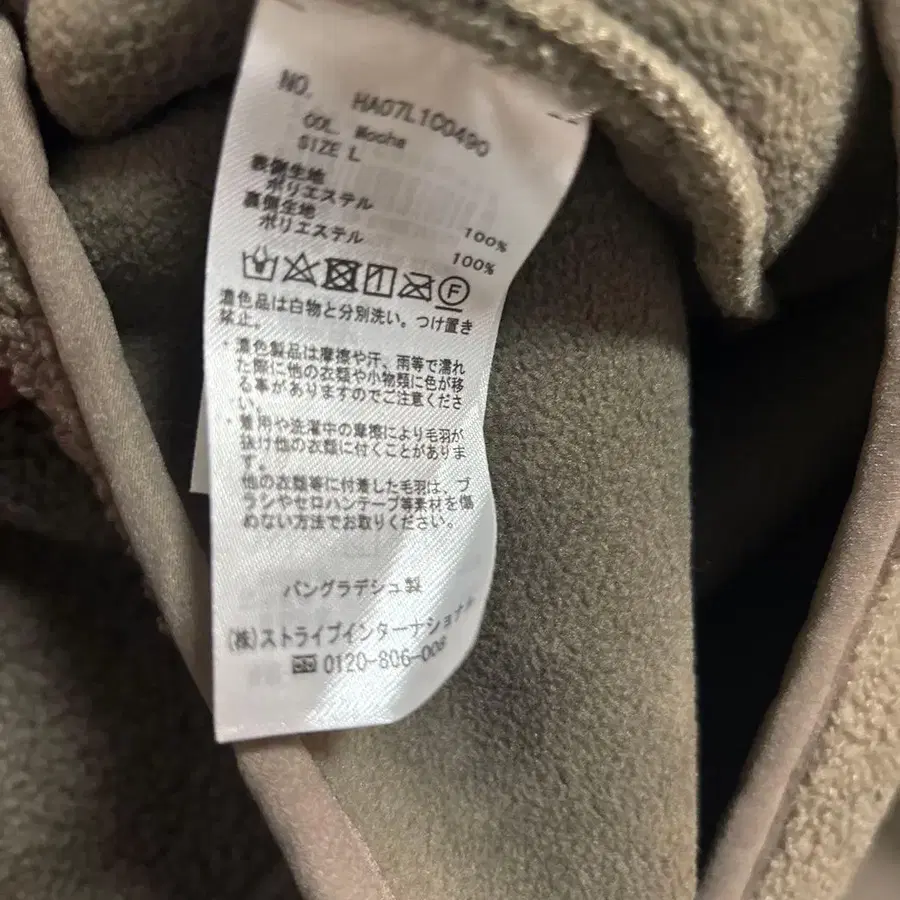 NO. HA07L1C0490
COL. Mocha
SIZE L
表側生地
ポリエステル 100%
裏側生地
ポリエステル 100%
F
濃色品は白物と分別洗い。つけ置き
禁止。
・濃色製品は摩擦や汗、雨等で濡れ
た際に他の衣類や小物類に色が移
る事がありますのでご注意くださ
い。
・着用や洗濯中の摩擦により毛羽が
抜け他の衣類に付くことがありま
す。
他の衣類等に付着した毛羽は、ブ
ラシやセロハンテープ等素材を傷
めない方法でお取りください。
バングラデシュ製
(株)ストライプインターナショナル
0120-806-008